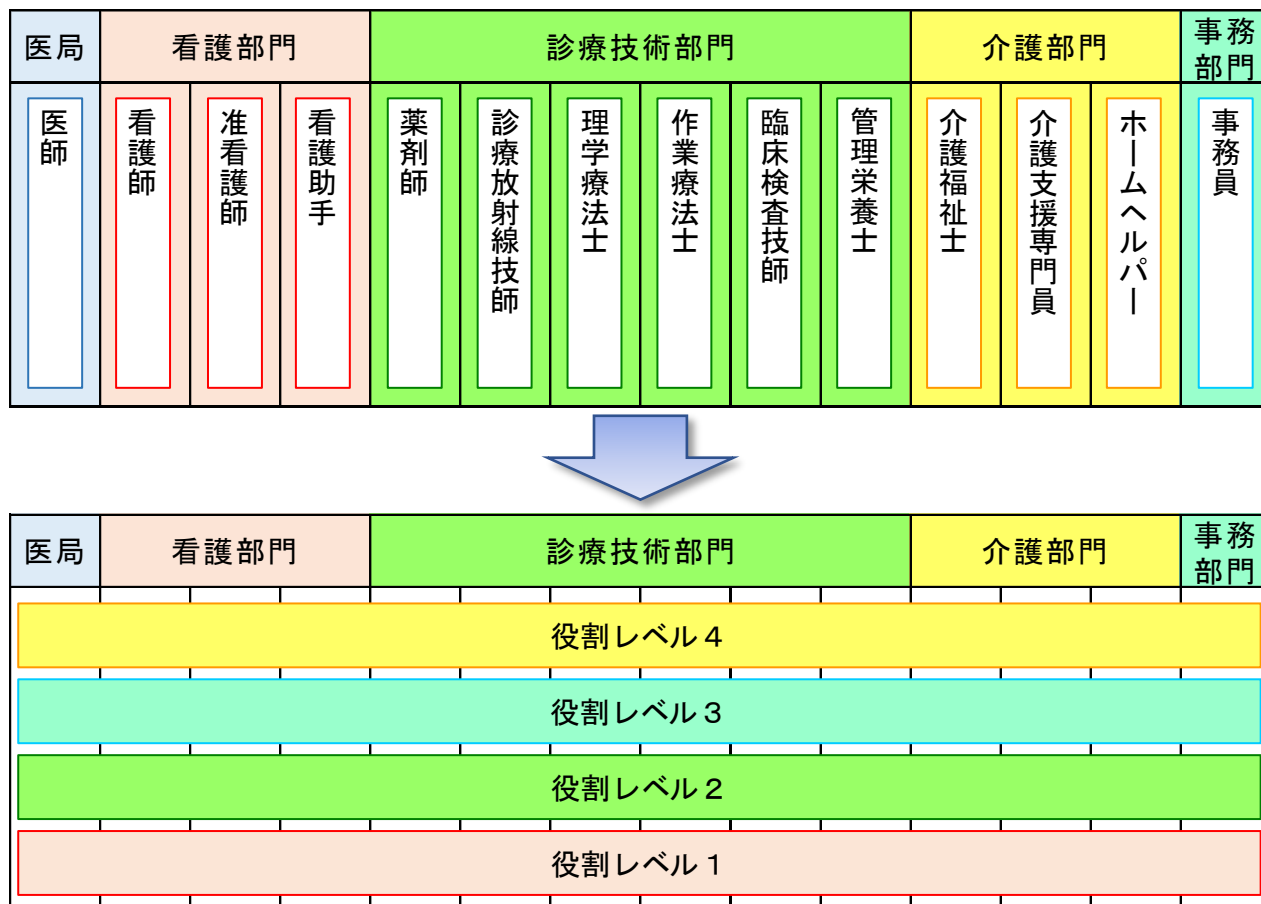 医局
看護部門
診療技術部門
介護部門
事務
部門
医師
看護師
准看護師
看護助手
薬剤師
診療放射線技師
理学療法士
作業療法士
臨床検査技師
管理栄養士
介護福祉士
介護支援専門員
ホームヘルパー
事務員
医局
看護部門
診療技術部門
介護部門
事務
部門
役割レベル４
役割レベル３
役割レベル２
役割レベル１